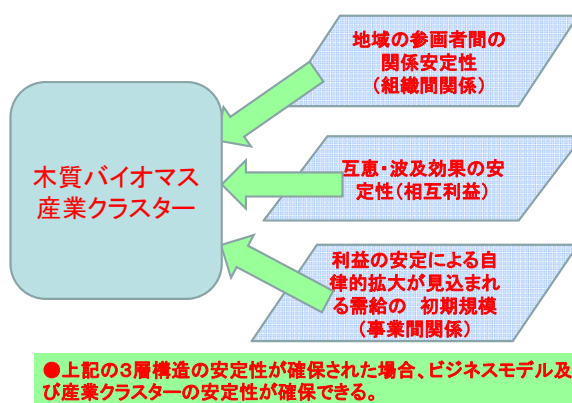 地域の参画者間の
関係安定性
（組織間関係）
木質バイオマス
産業クラスター
互恵・波及効果の安
定性（相互利益）
利益の安定による自
律的拡大が見込まれ
る需給の 初期規模
（事業間関係）
●上記の３層構造の安定性が確保された場合、ビジネスモデル及
び産業クラスターの安定性が確保できる。